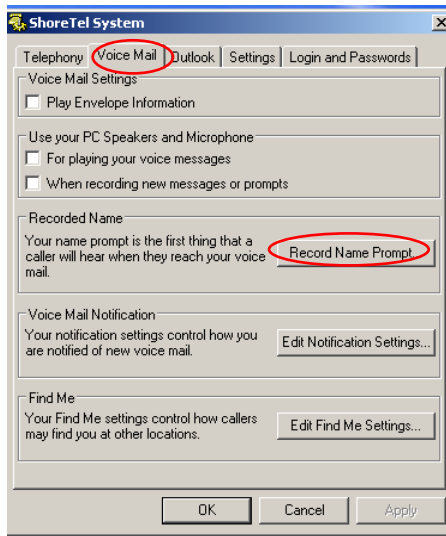 ShoreTel System
Telephony Voice Mail Outlook Settings Login and Passwords
Voice Mail Settings
Play Envelope Information
Use your PC Speakers and Microphone
For playing your voice messages
When recording new messages or prompts
Recorded Name
Your name prompt is the first thing that a
caller will hear when they reach your voice
mail.
Record Name Prompt...
Voice Mail Notification
Your notification settings control how you
are notified of new voice mail.
Edit Notification Settings...
Find Me
Your Find Me settings control how callers
may find you at other locations.
Edit Find Me Settings...
OK Cancel Apply